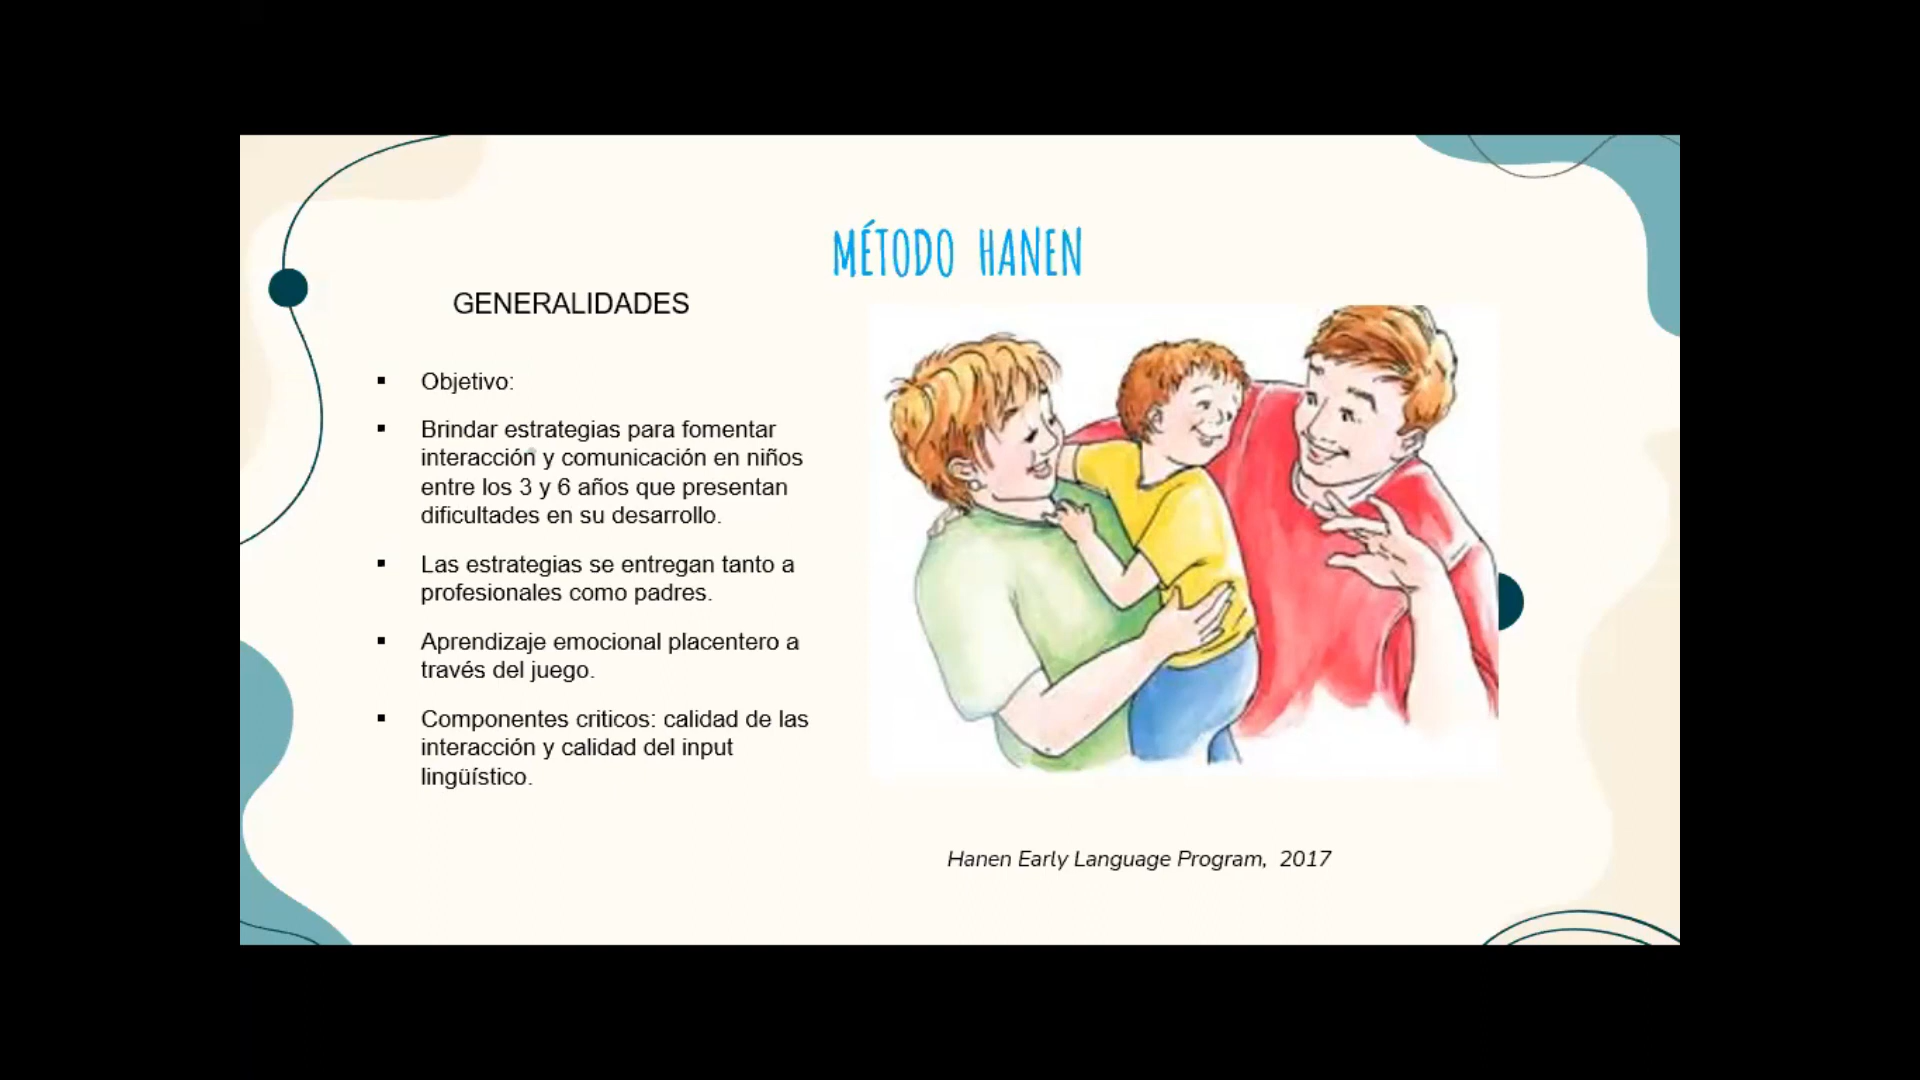 MÉTODO HANEN
GENERALIDADES
▪ Objetivo:
▪ Brindar estrategias para fomentar
interacción y comunicación en niños
entre los 3 y 6 años que presentan
dificultades en su desarrollo.
▪ Las estrategias se entregan tanto a
profesionales como padres.
▪ Aprendizaje emocional placentero a
través del juego.
▪ Componentes criticos: calidad de las
interacción y calidad del input
lingüístico.
Hanen Early Language Program, 2017